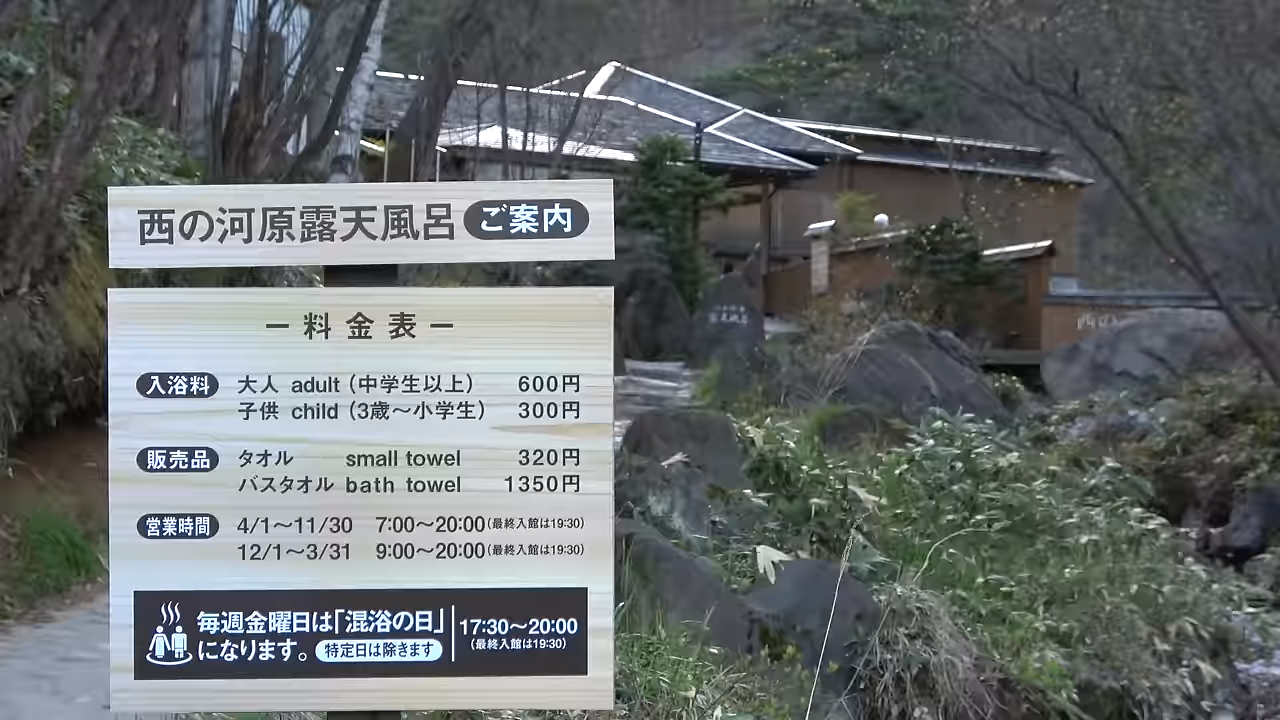 西の河原露天風呂 ご案内
ー 料金表 ー
入浴料 大人 adult (中学生以上) 600円
子供 child (3歳～小学生) 300円
販売品 タオル small towel 320円
バスタオル bath towel 1350円
営業時間 4/1～11/30 7:00～20:00(最終入館は19:30)
12/1～3/31 9:00～20:00(最終入館は19:30)
毎週金曜日は「混浴の日」
になります。 特定日は除きます
17:30～20:00
(最終入館は19:30)